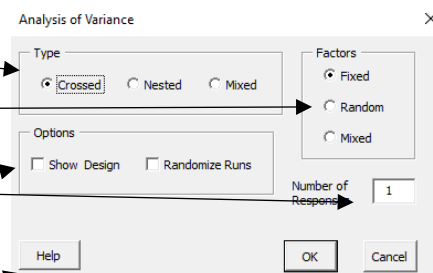 Analysis of Variance
Type
Crossed
Nested
Mixed
Factors
Fixed
Random
Mixed
Options
Show Design
Randomize Runs
Number of
Responses
1
Help
OK
Cancel